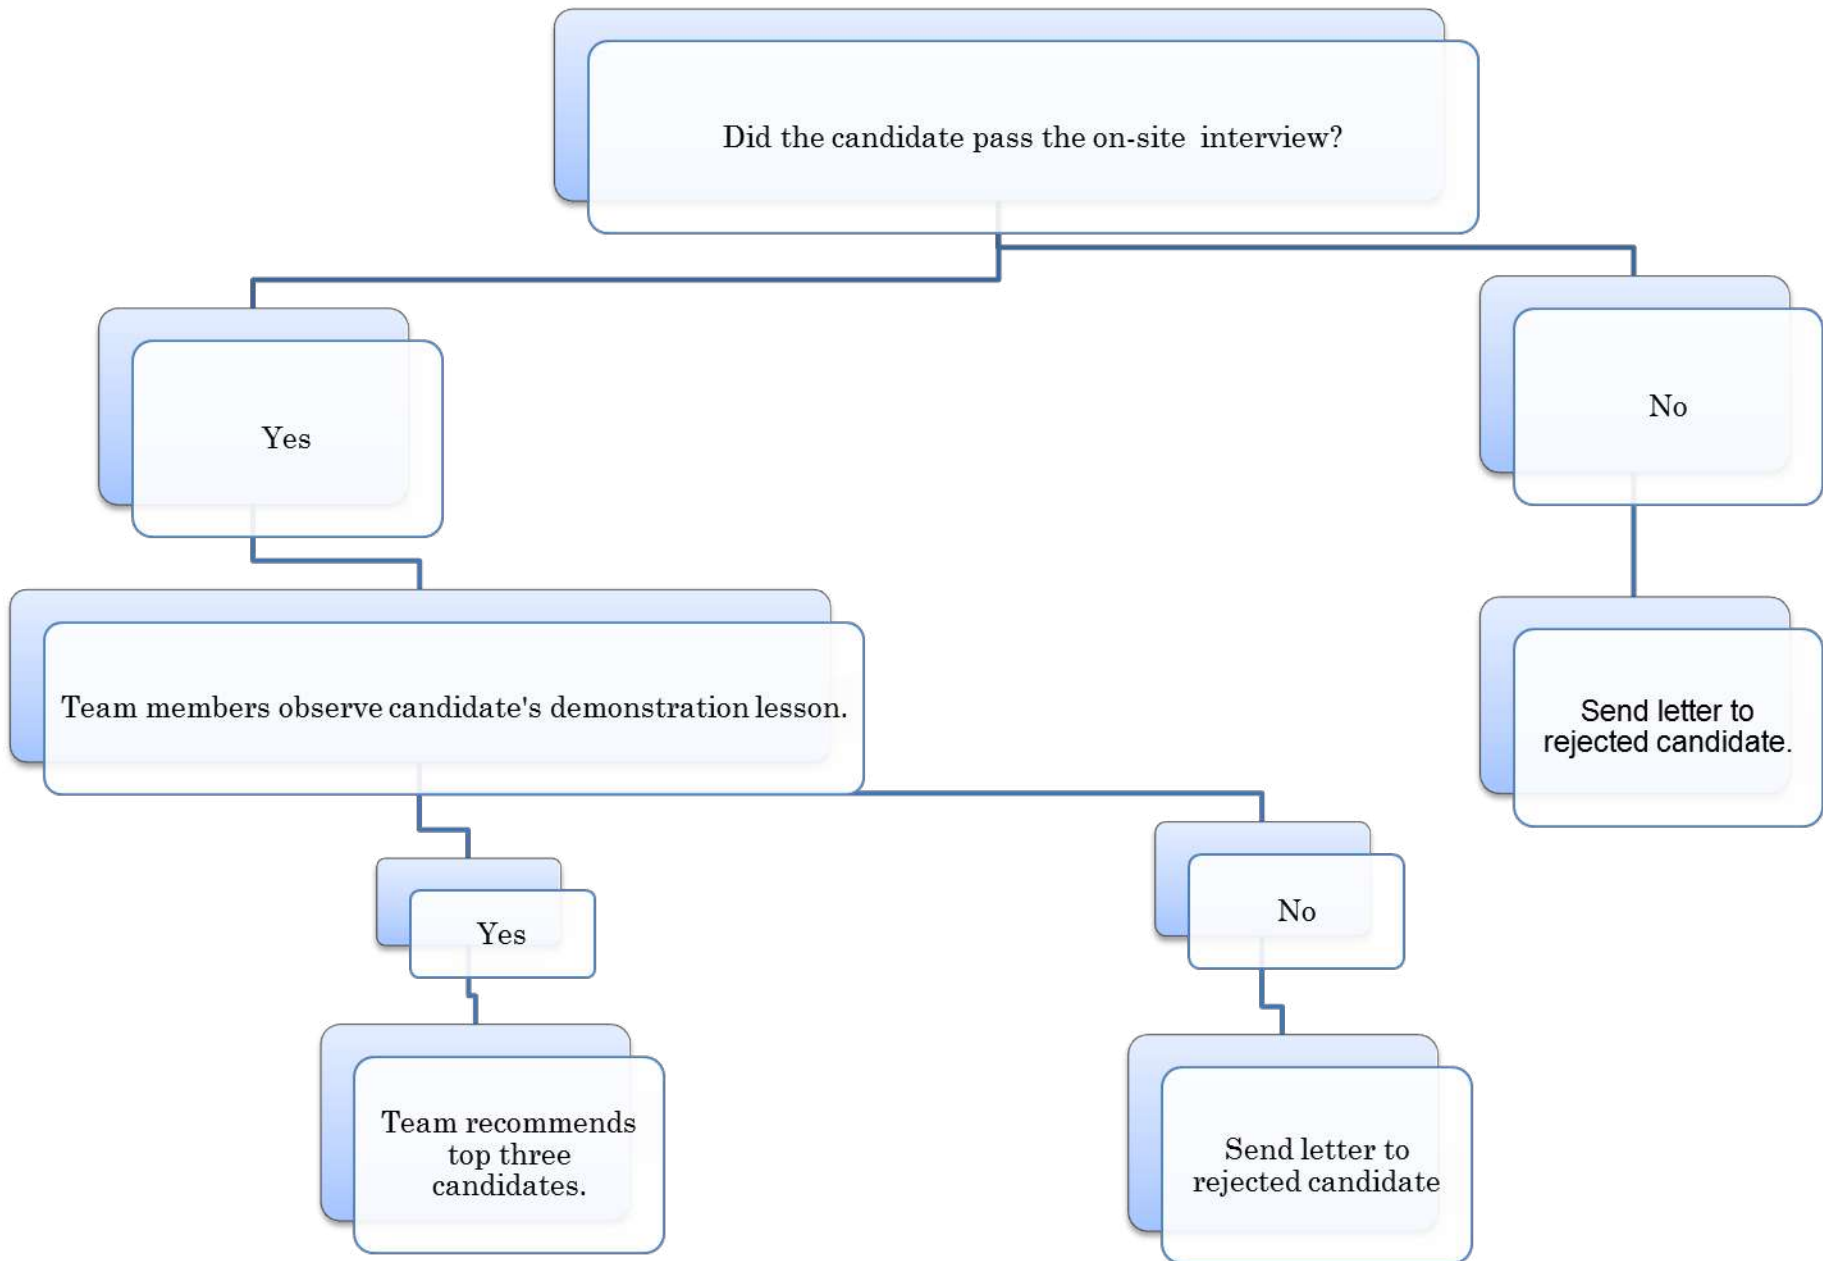 Did the candidate pass the on-site interview?
Yes
No
Team members observe candidate's demonstration lesson.
Send letter to
rejected candidate.
Yes
No
Team recommends
top three
candidates.
Send letter to
rejected candidate